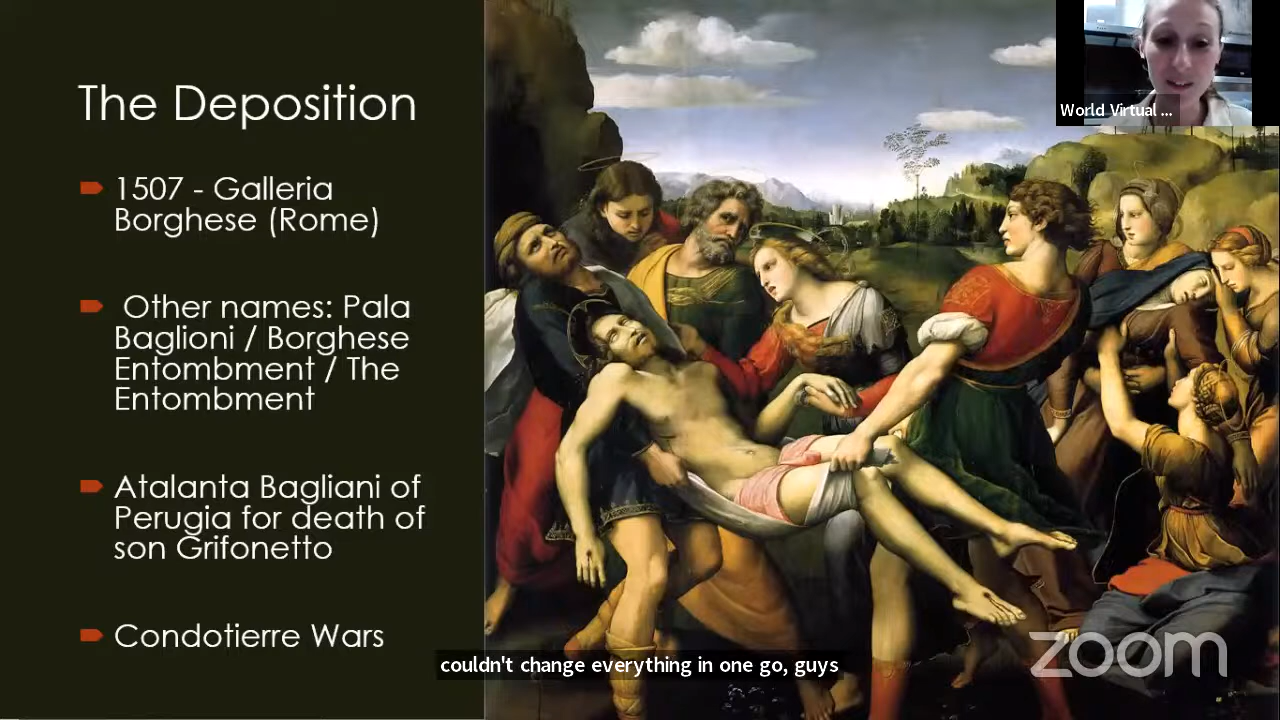 The Deposition
1507 - Galleria
Borghese (Rome)
Other names: Pala
Baglioni / Borghese
Entombment / The
Entombment
Atalanta Bagliani of
Perugia for death of
son Grifonetto
Condotierre Wars
World Virtual ...
couldn't change everything in one go, guys
zoom